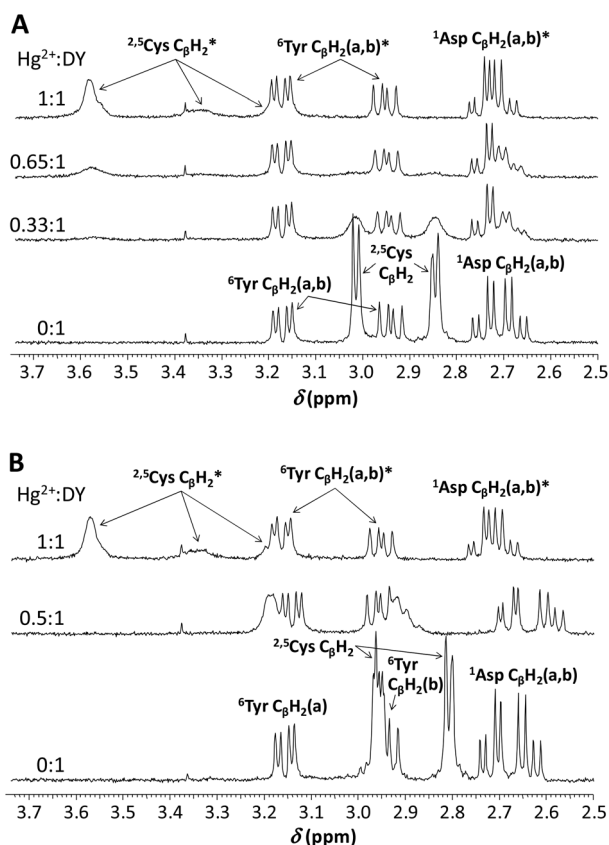 A
Hg²⁺:DY
²,⁵Cys CᵦH₂*
⁶Tyr CᵦH₂(a,b)*
¹Asp CᵦH₂(a,b)*
1:1
0.65:1
0.33:1
²,⁵Cys
CᵦH₂
⁶Tyr CᵦH₂(a,b)
¹Asp CᵦH₂(a,b)
0:1
3.7 3.6 3.5 3.4 3.3 3.2 3.1 3.0 2.9 2.8 2.7 2.6 2.5
δ (ppm)
B
Hg²⁺:DY
²,⁵Cys CᵦH₂*
⁶Tyr CᵦH₂(a,b)*
¹Asp CᵦH₂(a,b)*
1:1
0.5:1
²,⁵Cys CᵦH₂
⁶Tyr
CᵦH₂(b)
⁶Tyr CᵦH₂(a)
¹Asp CᵦH₂(a,b)
0:1
3.7 3.6 3.5 3.4 3.3 3.2 3.1 3.0 2.9 2.8 2.7 2.6 2.5
δ (ppm)